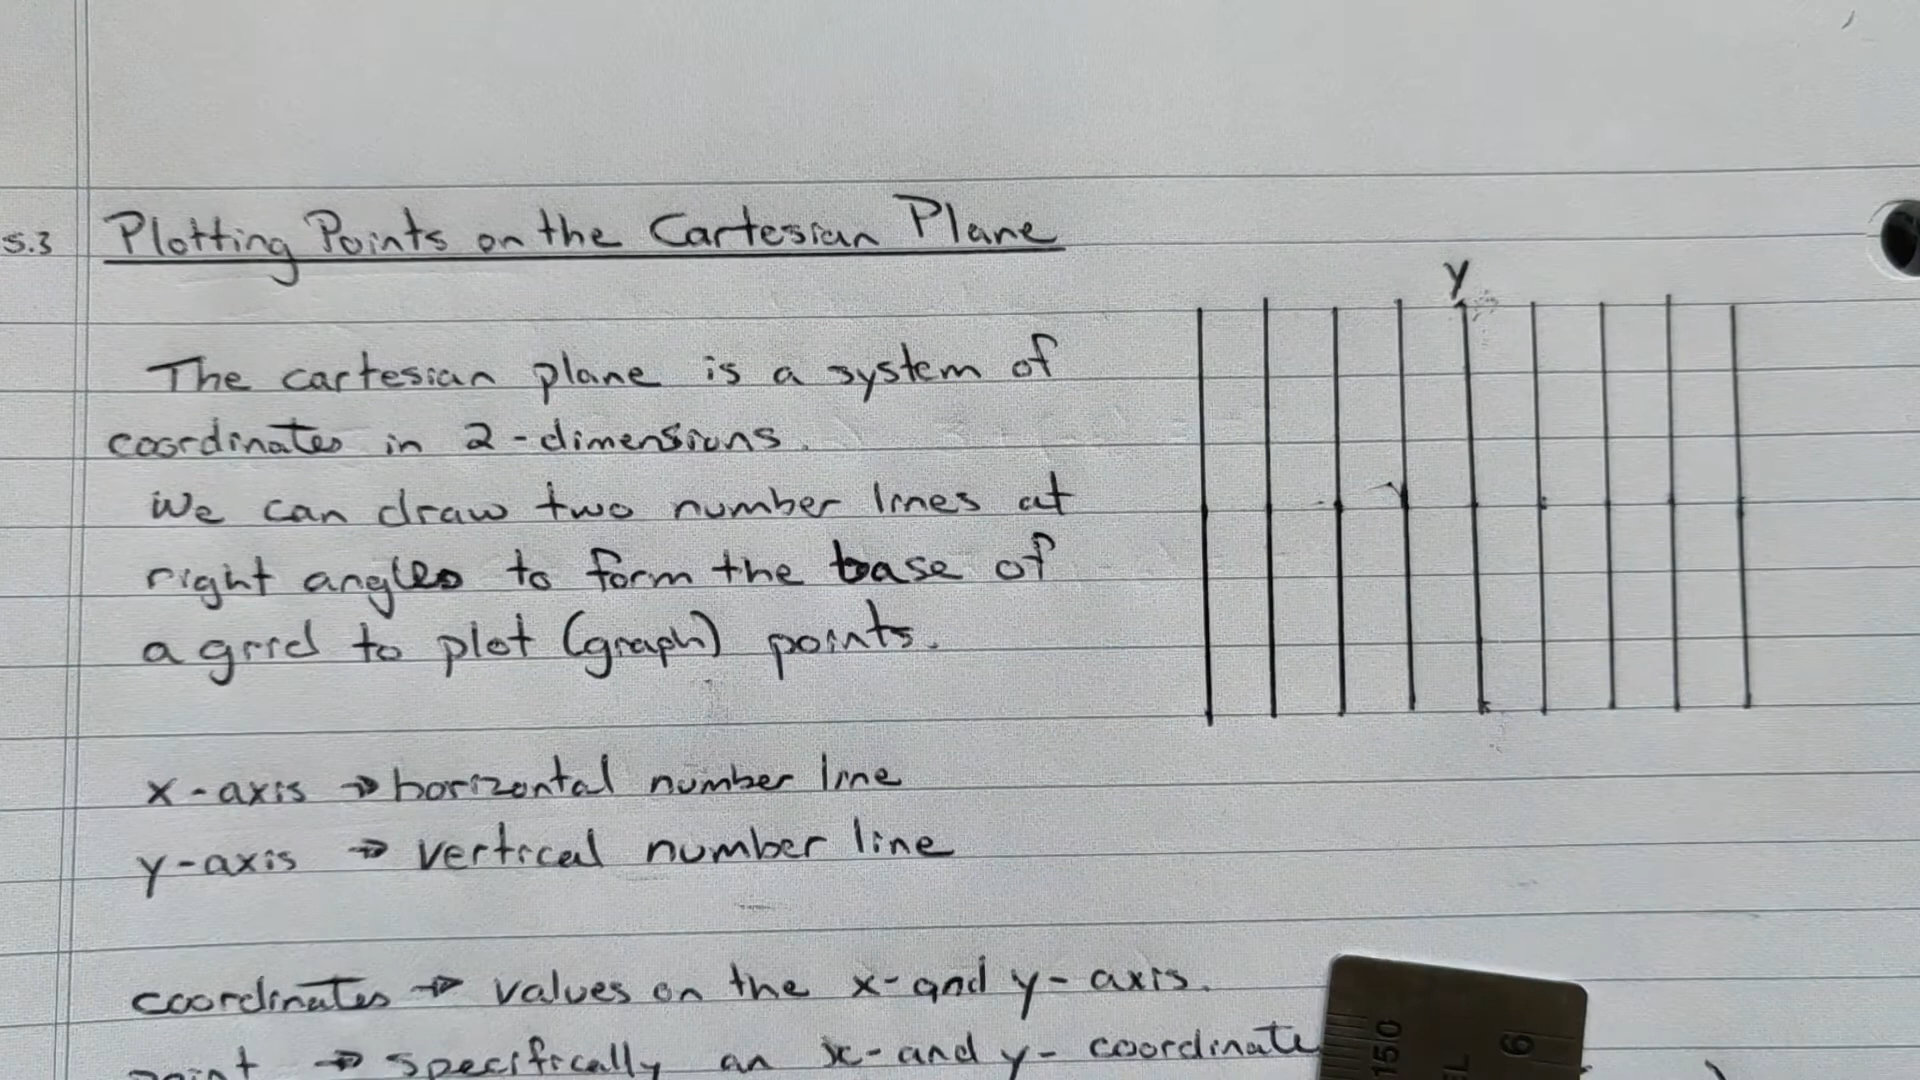 5.3 Plotting Points on the Cartesian Plane
Y
The cartesian plane is a system of
coordinates in 2-dimensions.
We can draw two number lines at
right angles to form the base of
a grid to plot (graph) points.
x-axis → horizontal number line
y-axis → vertical number line
coordinates → values on the x- and y-axis.
point → specifically an x- and y- coordinate
150
EL
6